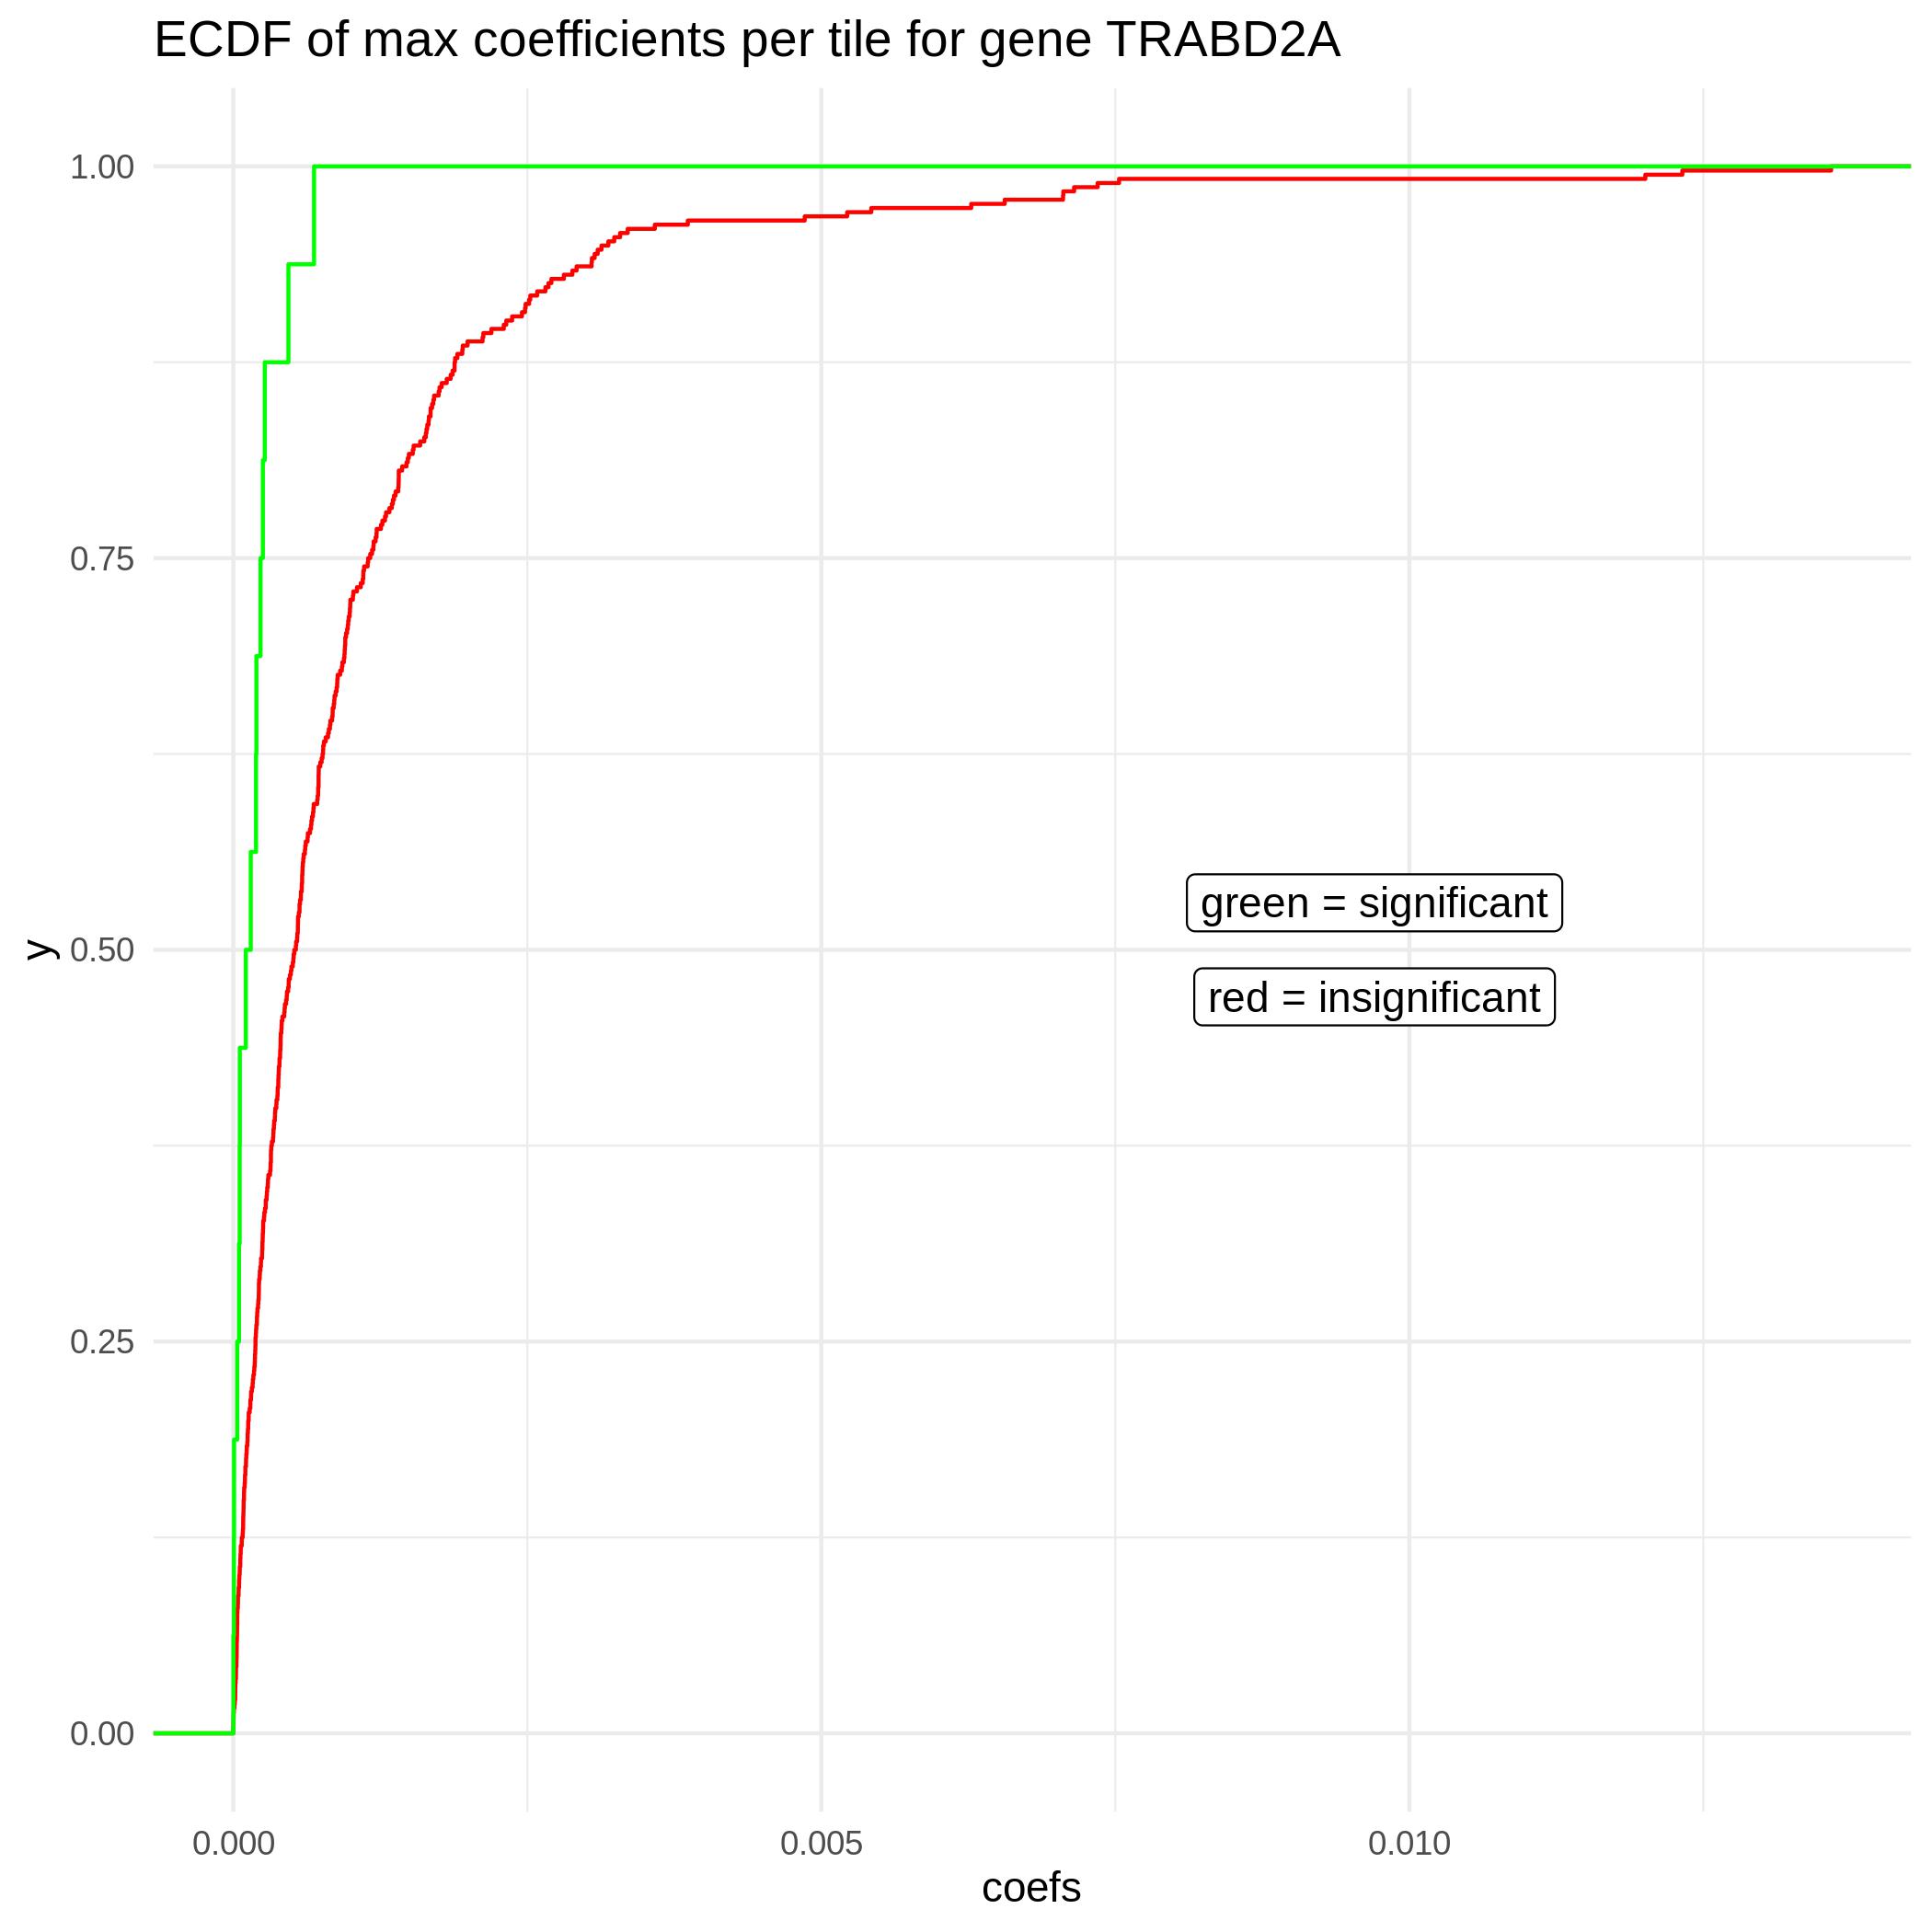 ECDF of max coefficients per tile for gene TRABD2A
1.00
0.75
0.50
0.25
0.00
y
green = significant
red = insignificant
0.000 0.005 0.010
coefs